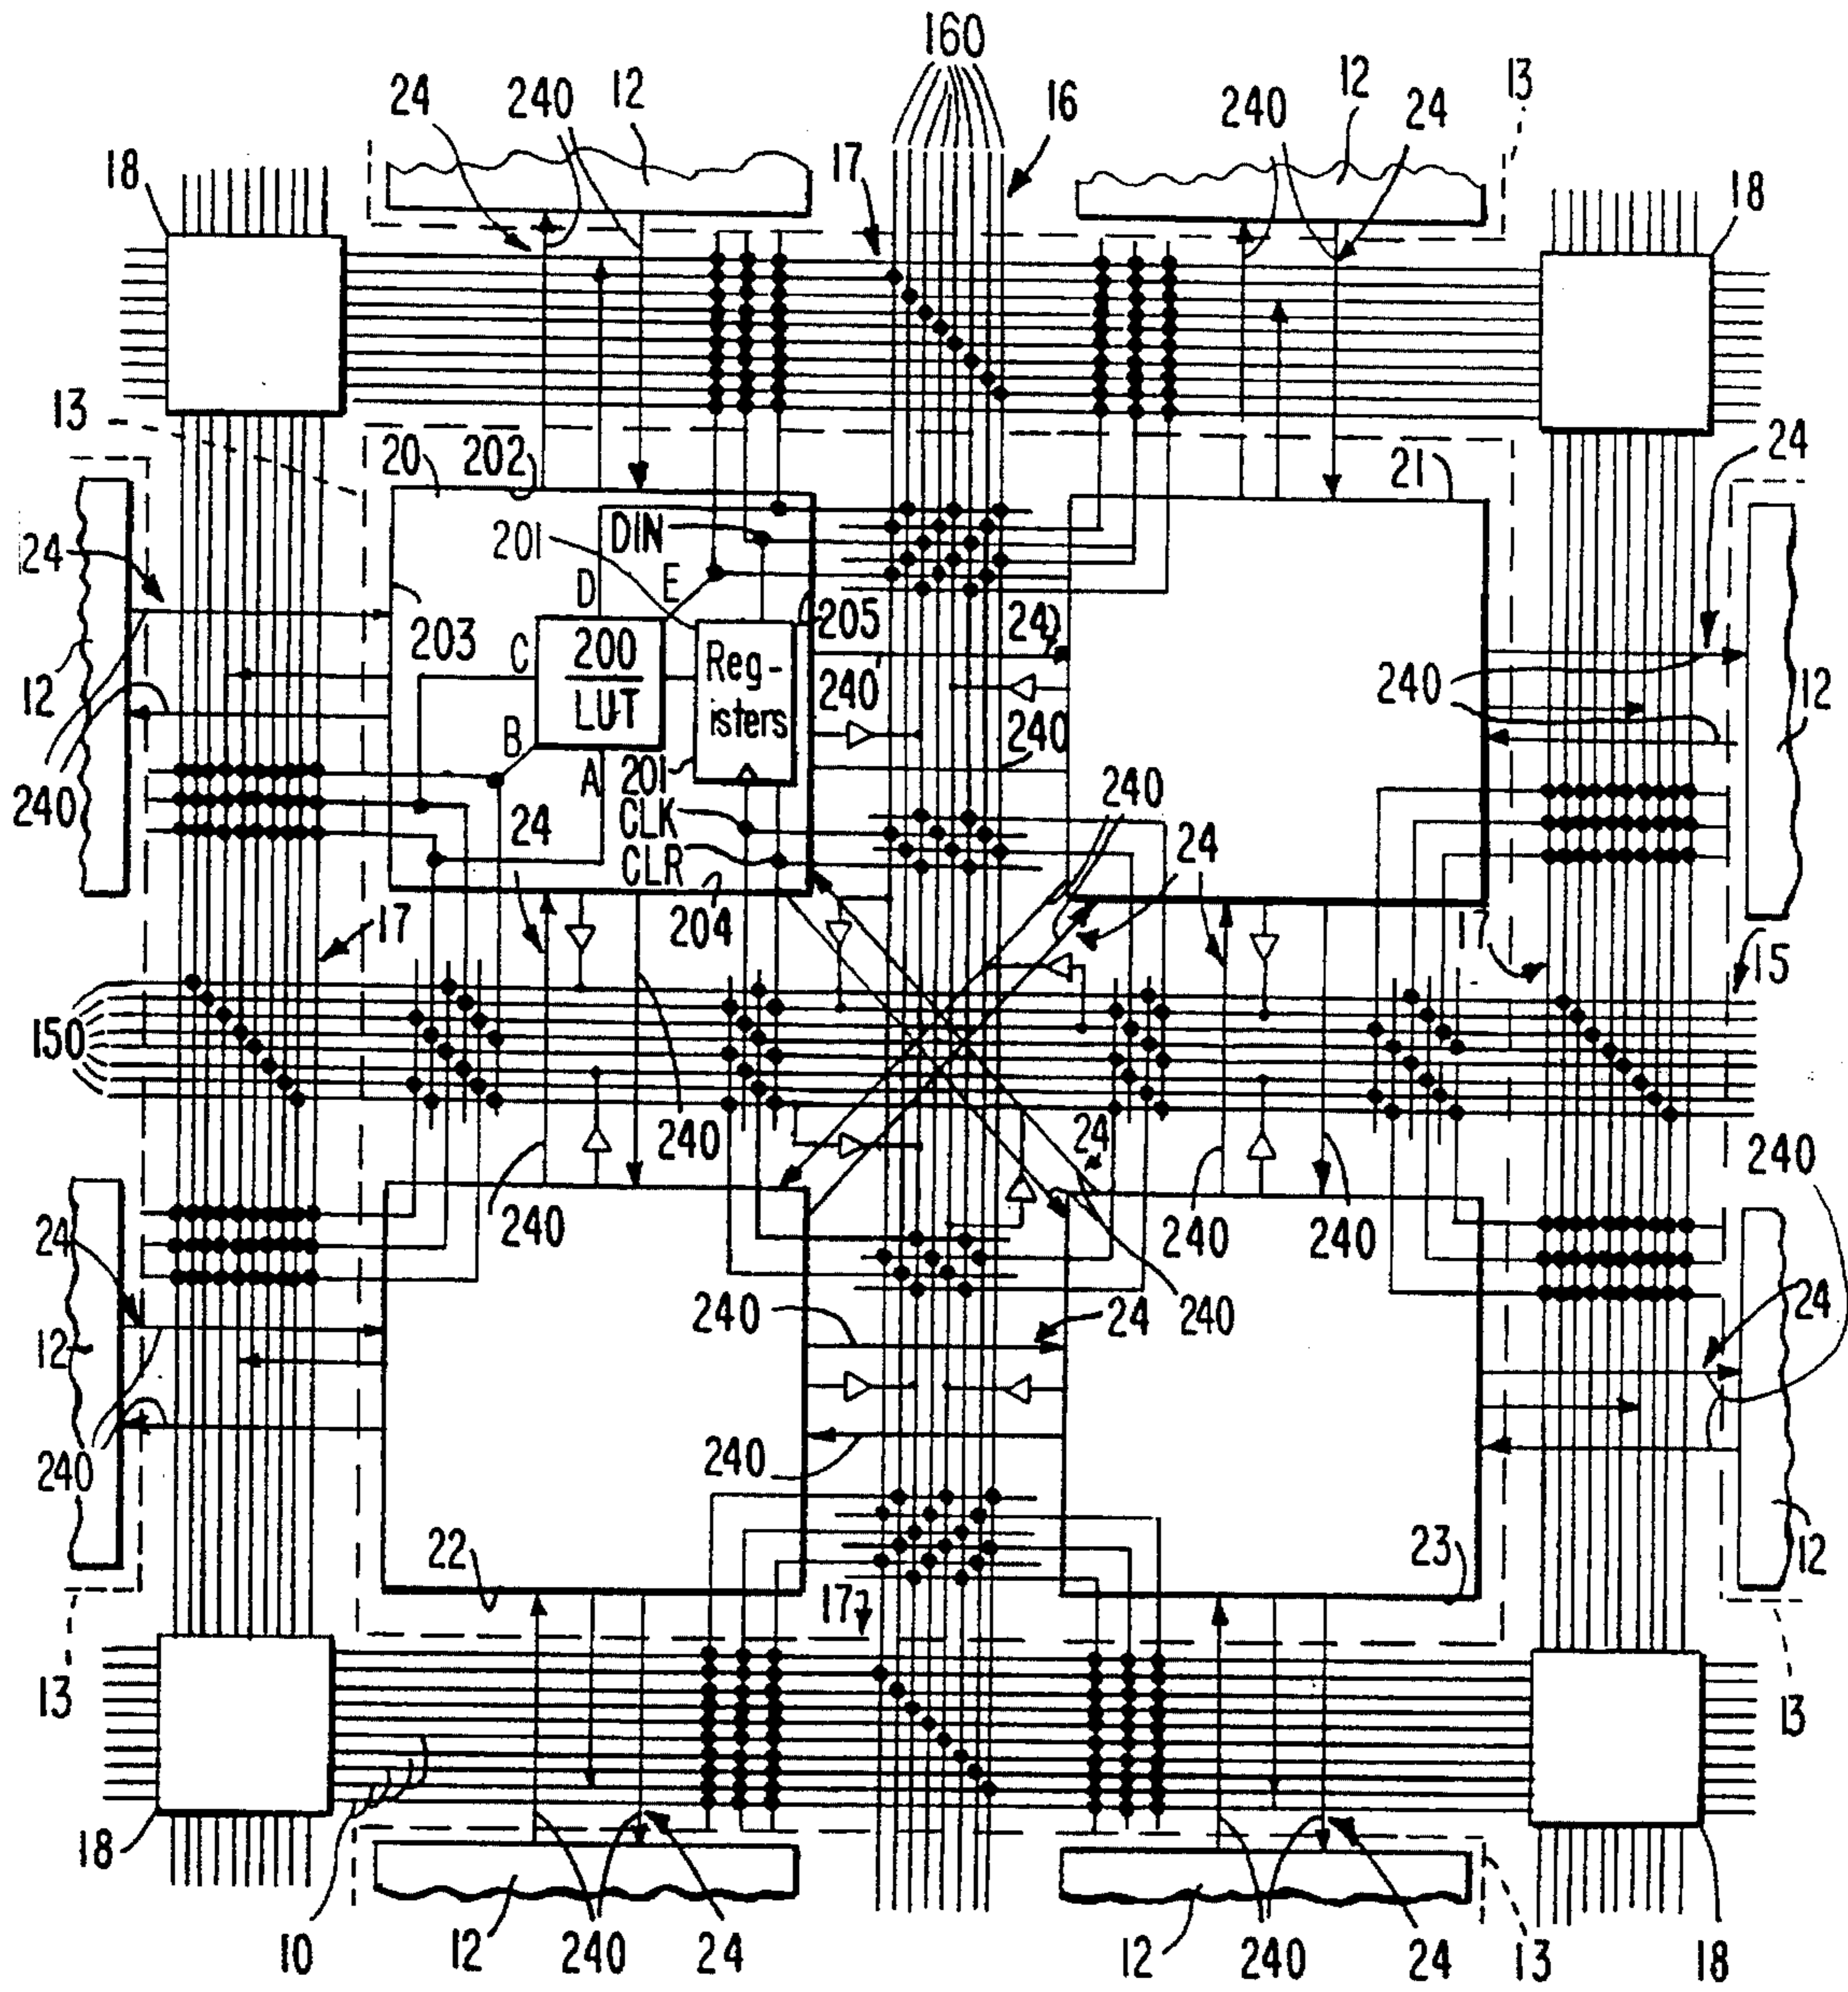 160
24 240 12 16 240 12 24 13
18 17 18
13 20 202 21 24
DIN
201
24 D E
203 C 200 LUT Reg-isters 205 24
12 240 240 12
B 240
240 A 201 240
24 CLK 24
CLR
17 204 17 15
150
240 24 240
240 240 240
24 240 24 240 24
12
240 240
22 23 12
17
13 13
18
10 12 240 24 12 240 24 13 18